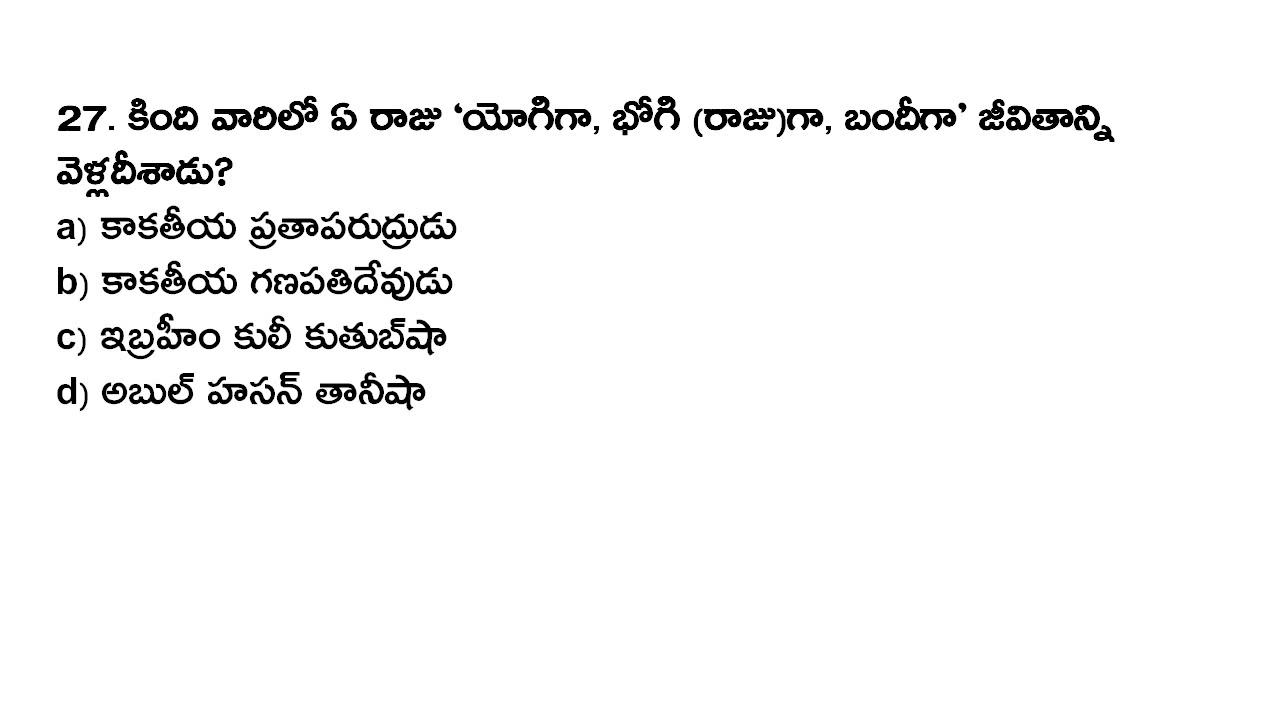 27. కింది వారిలో ఏ రాజు ‘యోగిగా, భోగి (రాజు)గా, బందీగా’ జీవితాన్ని
వెళ్లదీశాడు?
a) కాకతీయ ప్రతాపరుద్రుడు
b) కాకతీయ గణపతిదేవుడు
c) ఇబ్రహీం కులీ కుతుబ్‌షా
d) అబుల్ హసన్ తానీషా